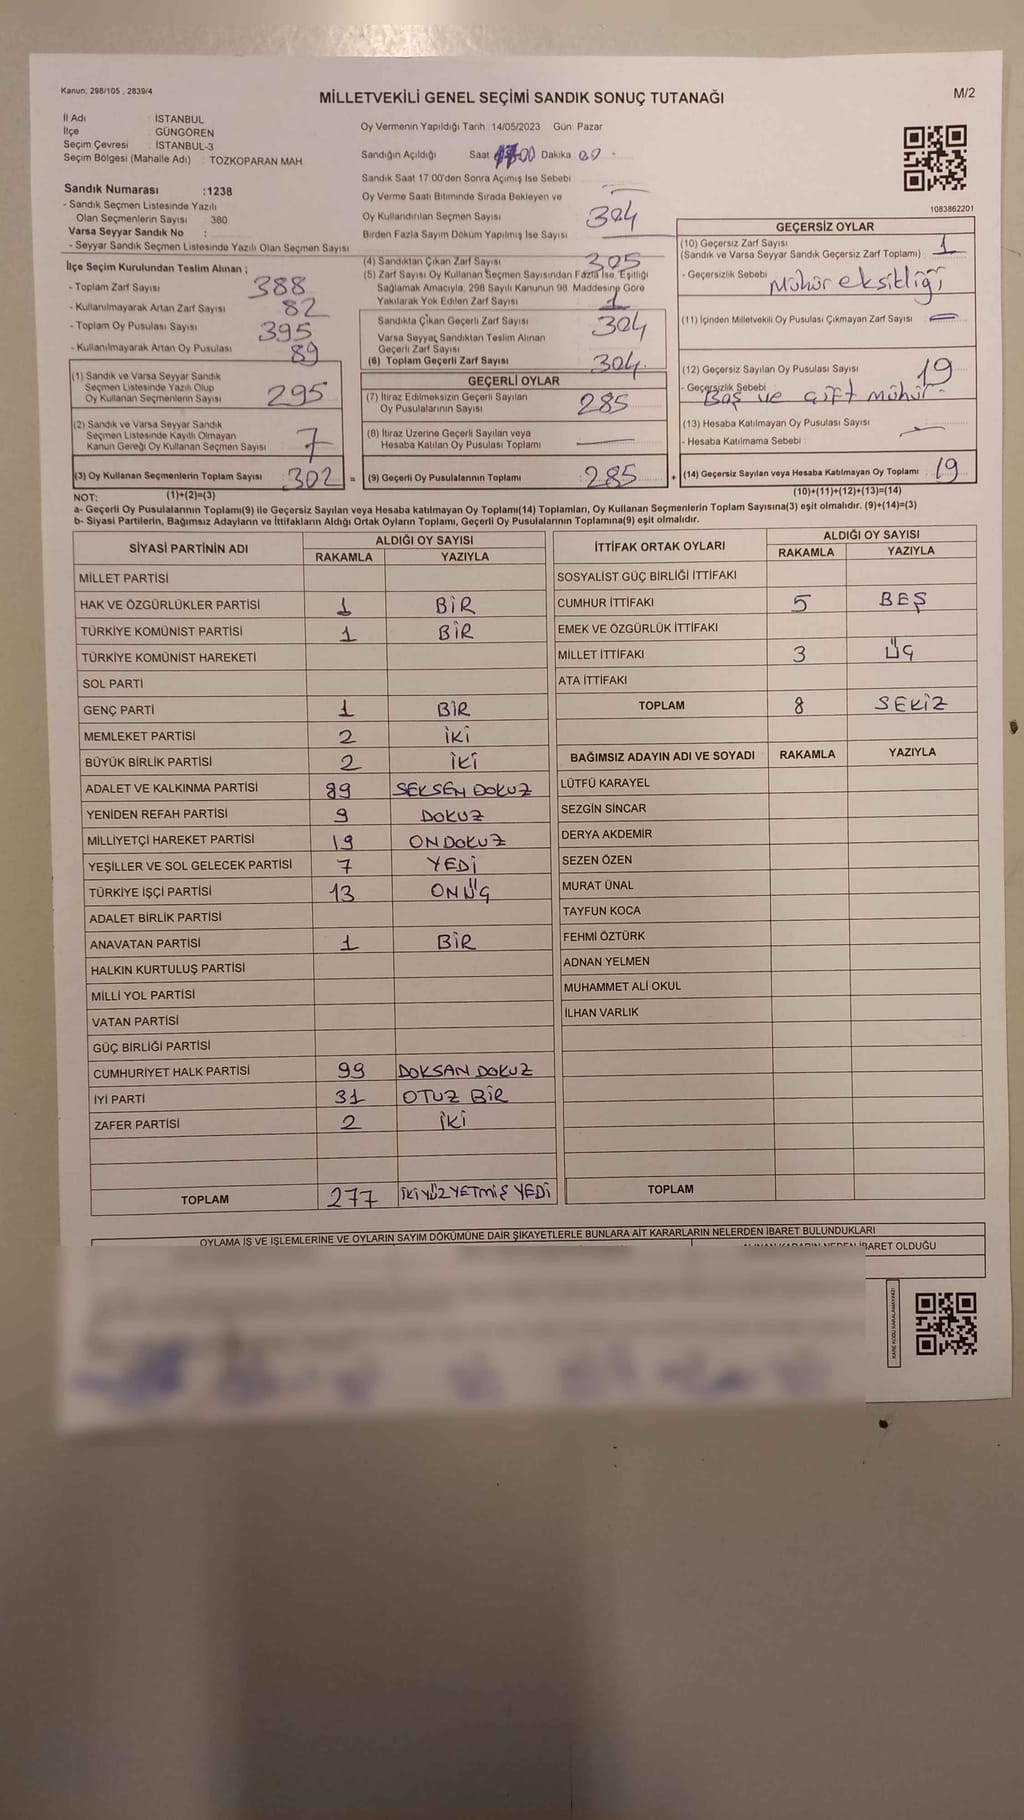 Kanun; 298/105 , 2839/4
MİLLETVEKİLİ GENEL SEÇİMİ SANDIK SONUÇ TUTANAĞI
M/2
İl Adı : İSTANBUL
İlçe : GÜNGÖREN
Seçim Çevresi : İSTANBUL-3
Seçim Bölgesi (Mahalle Adı) : TOZKOPARAN MAH.
Sandık Numarası :1238
- Sandık Seçmen Listesinde Yazılı
Olan Seçmenlerin Sayısı : 380
Varsa Seyyar Sandık No :
- Seyyar Sandık Seçmen Listesinde Yazılı Olan Seçmen Sayısı
Oy Vermenin Yapıldığı Tarih :14/05/2023 Gün: Pazar
Sandığın Açıldığı Saat Dakika 00
Sandık Saat 17:00'den Sonra Açımış İse Sebebi
Oy Verme Saati Bitiminde Sırada Bekleyen ve
Oy Kullandırılan Seçmen Sayısı 304
Birden Fazla Sayım Döküm Yapılmış İse Sayısı
1083862201
İlçe Seçim Kurulundan Teslim Alınan ;
- Toplam Zarf Sayısı 388
- Kullanılmayarak Artan Zarf Sayısı 82
- Toplam Oy Pusulası Sayısı 395
- Kullanılmayarak Artan Oy Pusulası 89
(1) Sandık ve Varsa Seyyar Sandık
Seçmen Listesinde Yazılı Olup
Oy Kullanan Seçmenlerin Sayısı 295
(2) Sandık ve Varsa Seyyar Sandık
Seçmen Listesinde Kayıtlı Olmayan
Kanun Gereği Oy Kullanan Seçmen Sayısı 7
(3) Oy Kullanan Seçmenlerin Toplam Sayısı 302 =
(1)+(2)=(3)
(4) Sandıktan Çıkan Zarf Sayısı 305
(5) Zarf Sayısı Oy Kullanan Seçmen Sayısından Fazla İse, Eşitliği
Sağlamak Amacıyla, 298 Sayılı Kanunun 98. Maddesine Göre
Yakılarak Yok Edilen Zarf Sayısı 1
Sandıkta Çıkan Geçerli Zarf Sayısı 304
Varsa Seyyaş Sandıktan Teslim Alınan
Geçerli Zarf Sayısı
(6) Toplam Geçerli Zarf Sayısı 304
GEÇERLİ OYLAR
(7) İtiraz Edilmeksizin Geçerli Sayılan
Oy Pusulalarının Sayısı 285
(8) İtiraz Üzerine Geçerli Sayılan veya
Hesaba Katılan Oy Pusulası Toplamı
(9) Geçerli Oy Pusulalarının Toplamı 285 +
GEÇERSİZ OYLAR
(10) Geçersiz Zarf Sayısı 1
(Sandık ve Varsa Seyyar Sandık Geçersiz Zarf Toplamı)
- Geçersizlik Sebebi Mühür eksikliği
(11) İçinden Milletvekili Oy Pusulası Çıkmayan Zarf Sayısı
(12) Geçersiz Sayılan Oy Pusulası Sayısı 19
- Geçersizlik Sebebi Boş ve çift mühür
(13) Hesaba Katılmayan Oy Pusulası Sayısı
- Hesaba Katılmama Sebebi
(14) Geçersiz Sayılan veya Hesaba Katılmayan Oy Toplamı 19
(10)+(11)+(12)+(13)=(14)
NOT:
a- Geçerli Oy Pusulalarının Toplamı(9) ile Geçersiz Sayılan veya Hesaba katılmayan Oy Toplamı(14) Toplamları, Oy Kullanan Seçmenlerin Toplam Sayısına(3) eşit olmalıdır. (9)+(14)=(3)
b- Siyasi Partilerin, Bağımsız Adayların ve İttifakların Aldığı Ortak Oyların Toplamı, Geçerli Oy Pusulalarının Toplamına(9) eşit olmalıdır.
SİYASİ PARTİNİN ADI ALDIĞI OY SAYISI
RAKAMLA YAZIYLA
MİLLET PARTİSİ
HAK VE ÖZGÜRLÜKLER PARTİSİ 1 BİR
TÜRKİYE KOMÜNİST PARTİSİ 1 BİR
TÜRKİYE KOMÜNİST HAREKETİ
SOL PARTİ
GENÇ PARTİ 1 BİR
MEMLEKET PARTİSİ 2 İKİ
BÜYÜK BİRLİK PARTİSİ 2 İKİ
ADALET VE KALKINMA PARTİSİ 89 SEKSEN DOKUZ
YENİDEN REFAH PARTİSİ 9 DOKUZ
MİLLİYETÇİ HAREKET PARTİSİ 19 ONDOKUZ
YEŞİLLER VE SOL GELECEK PARTİSİ 7 YEDİ
TÜRKİYE İŞÇİ PARTİSİ 13 ONÜÇ
ADALET BİRLİK PARTİSİ
ANAVATAN PARTİSİ 1 BİR
HALKIN KURTULUŞ PARTİSİ
MİLLİ YOL PARTİSİ
VATAN PARTİSİ
GÜÇ BİRLİĞİ PARTİSİ
CUMHURİYET HALK PARTİSİ 99 DOKSAN DOKUZ
İYİ PARTİ 31 OTUZ BİR
ZAFER PARTİSİ 2 İKİ
TOPLAM 277 İKİYÜZYETMİŞ YEDİ
İTTİFAK ORTAK OYLARI ALDIĞI OY SAYISI
RAKAMLA YAZIYLA
SOSYALİST GÜÇ BİRLİĞİ İTTİFAKI
CUMHUR İTTİFAKI 5 BEŞ
EMEK VE ÖZGÜRLÜK İTTİFAKI
MİLLET İTTİFAKI 3 ÜÇ
ATA İTTİFAKI
TOPLAM 8 SEKİZ
BAĞIMSIZ ADAYIN ADI VE SOYADI RAKAMLA YAZIYLA
LÜTFÜ KARAYEL
SEZGİN SİNCAR
DERYA AKDEMİR
SEZEN ÖZEN
MURAT ÜNAL
TAYFUN KOCA
FEHMİ ÖZTÜRK
ADNAN YELMEN
MUHAMMET ALİ OKUL
İLHAN VARLIK
TOPLAM
OYLAMA İŞ VE İŞLEMLERİNE VE OYLARIN SAYIM DÖKÜMÜNE DAİR ŞİKAYETLERLE BUNLARA AİT KARARLARIN NELERDEN İBARET BULUNDUKLARI
İBARET OLDUĞU
KARE KODU KARALAMAYINIZ!